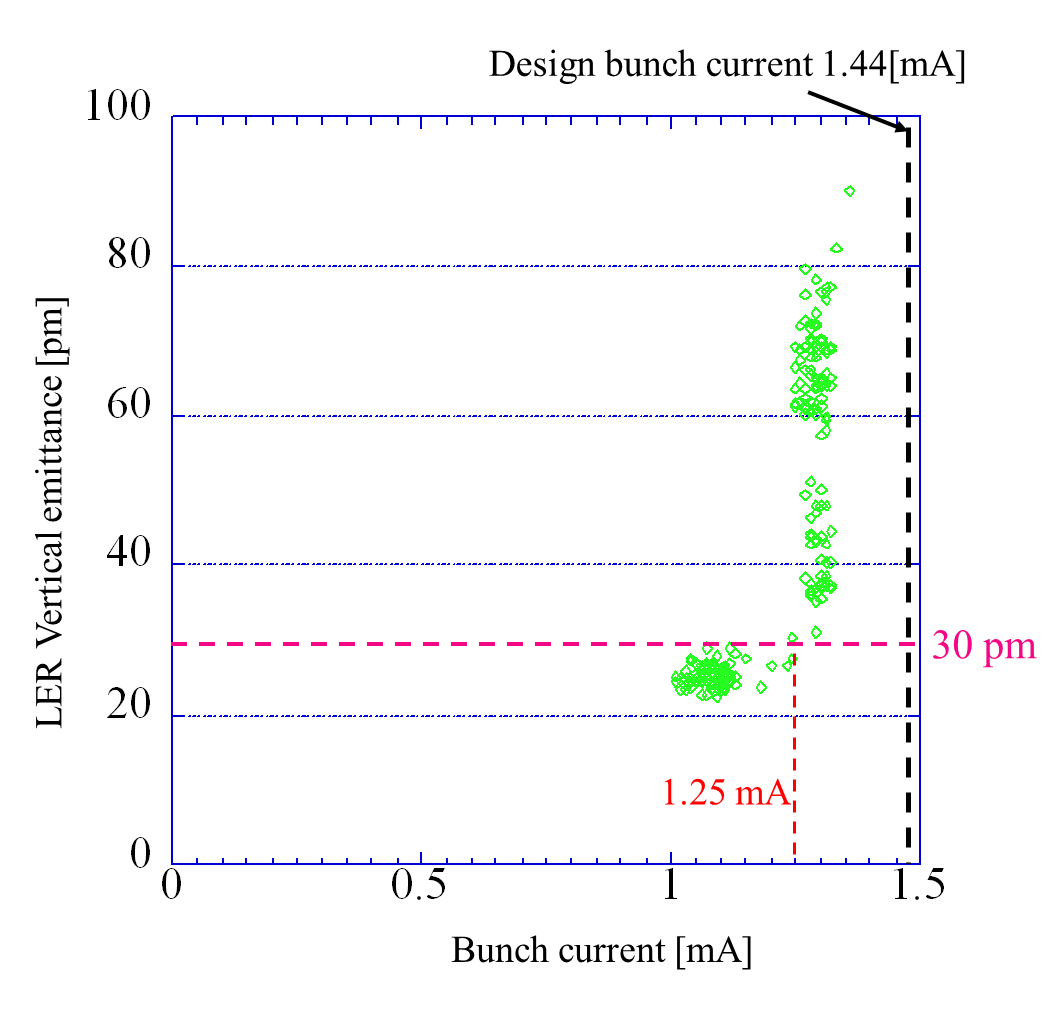 Design bunch current 1.44[mA]
100
80
60
40
20
0
LER Vertical emittance [pm]
30 pm
1.25 mA
0
0.5
1
1.5
Bunch current [mA]